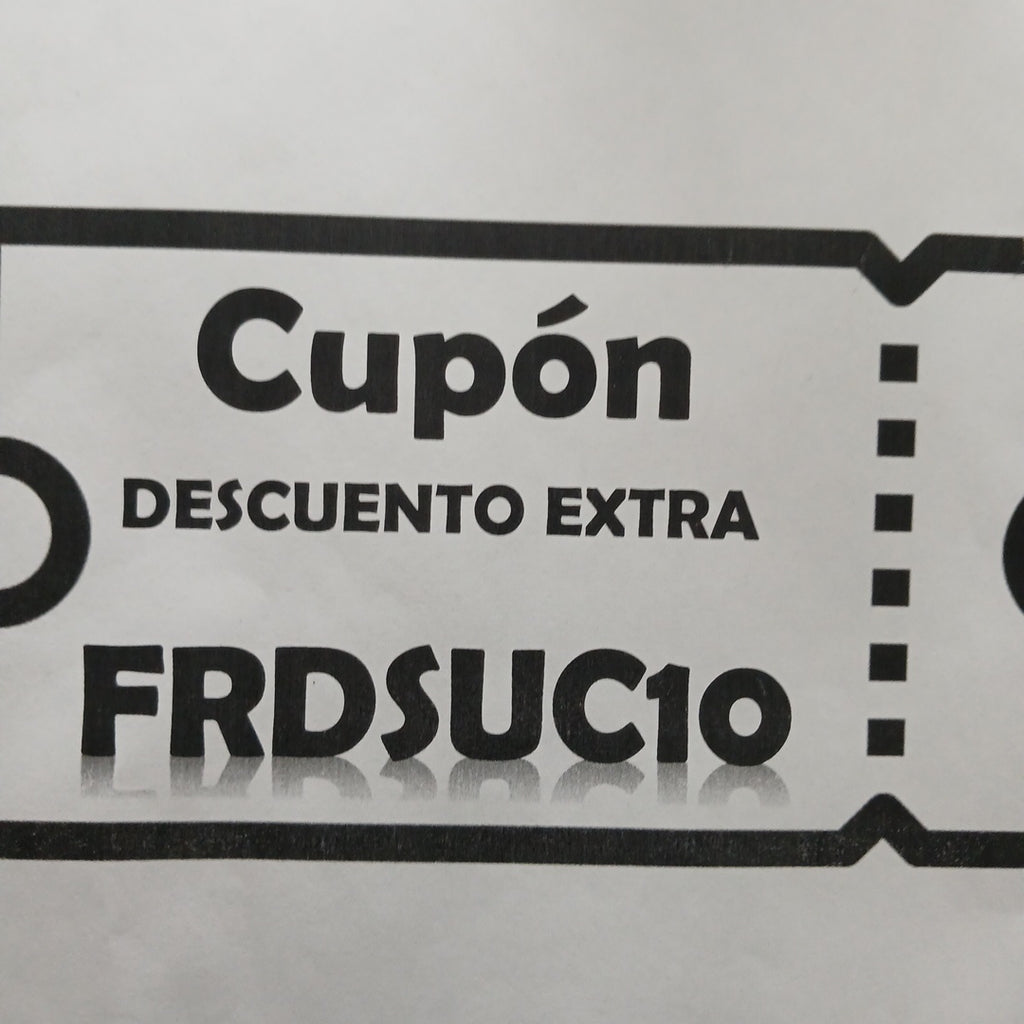 Cupón
DESCUENTO EXTRA
FRDSUC10